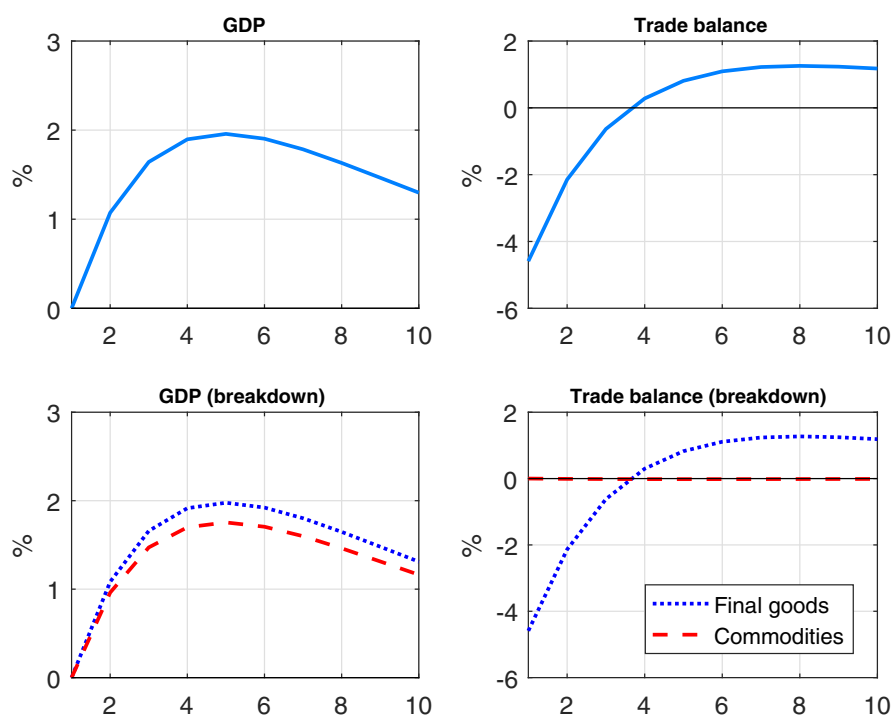 GDP
3
2
1
0
%
2 4 6 8 10
Trade balance
2
0
-2
-4
-6
%
2 4 6 8 10
GDP (breakdown)
3
2
1
0
%
2 4 6 8 10
Trade balance (breakdown)
2
0
-2
-4
-6
%
Final goods
Commodities
2 4 6 8 10